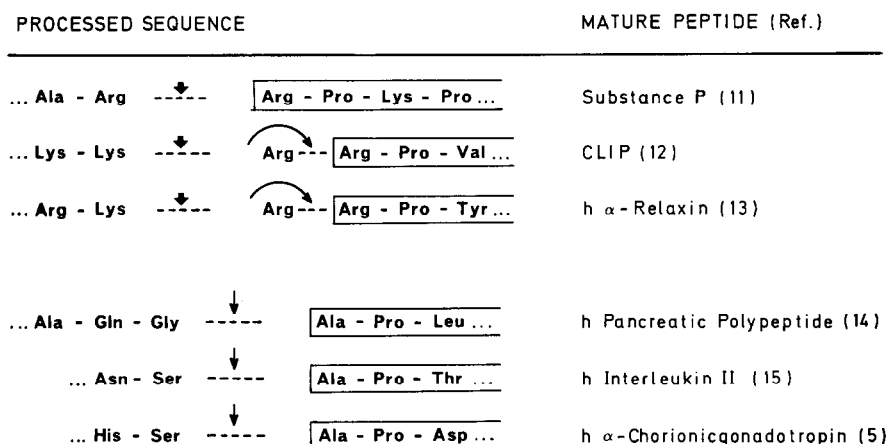 PROCESSED SEQUENCE MATURE PEPTIDE (Ref.)
... Ala - Arg ----- Arg - Pro - Lys - Pro ... Substance P (11)
... Lys - Lys ----- Arg --- Arg - Pro - Val ... CLIP (12)
... Arg - Lys ----- Arg --- Arg - Pro - Tyr ... h α-Relaxin (13)
... Ala - Gln - Gly ----- Ala - Pro - Leu ... h Pancreatic Polypeptide (14)
... Asn - Ser ----- Ala - Pro - Thr ... h Interleukin II (15)
... His - Ser ----- Ala - Pro - Asp ... h α-Chorionicgonadotropin (5)